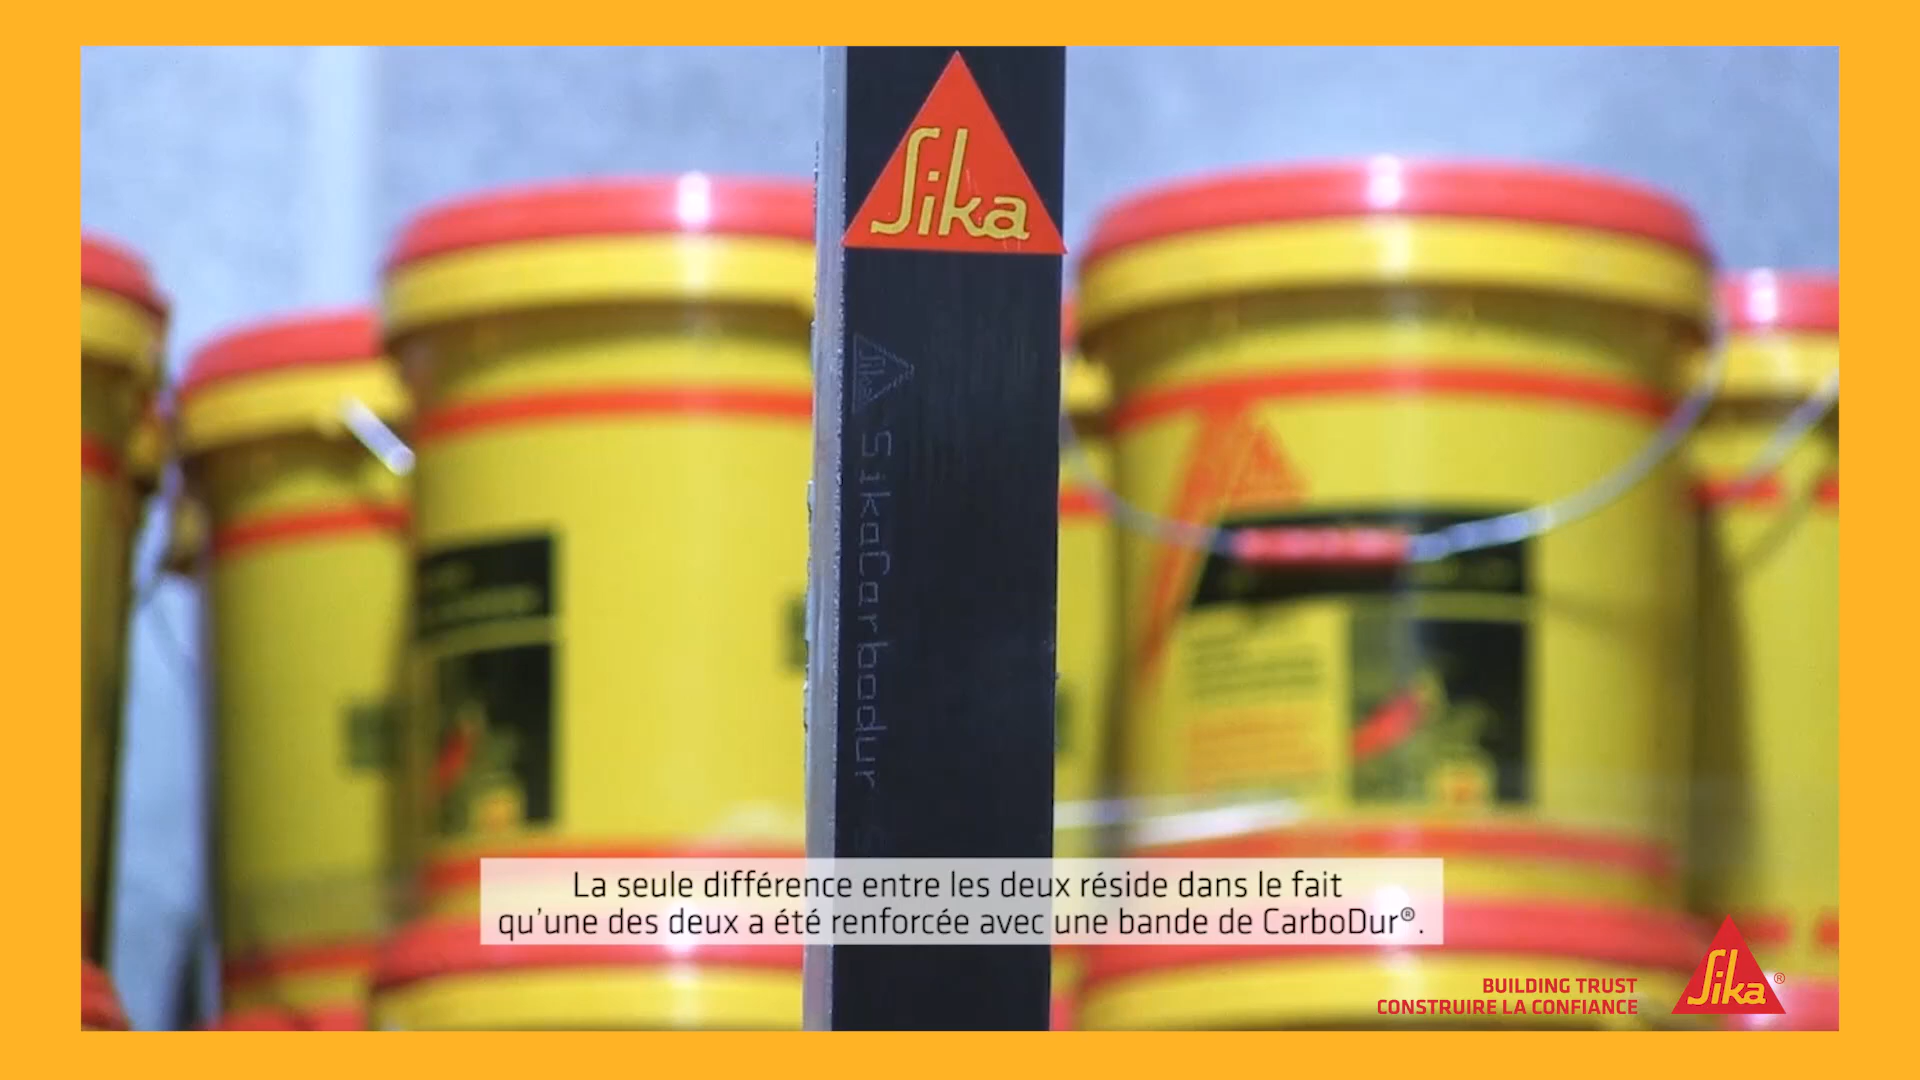 Sika
Sika
SikaCarbodur S
La seule différence entre les deux réside dans le fait
qu'une des deux a été renforcée avec une bande de CarboDur®.
BUILDING TRUST
CONSTRUIRE LA CONFIANCE
Sika®